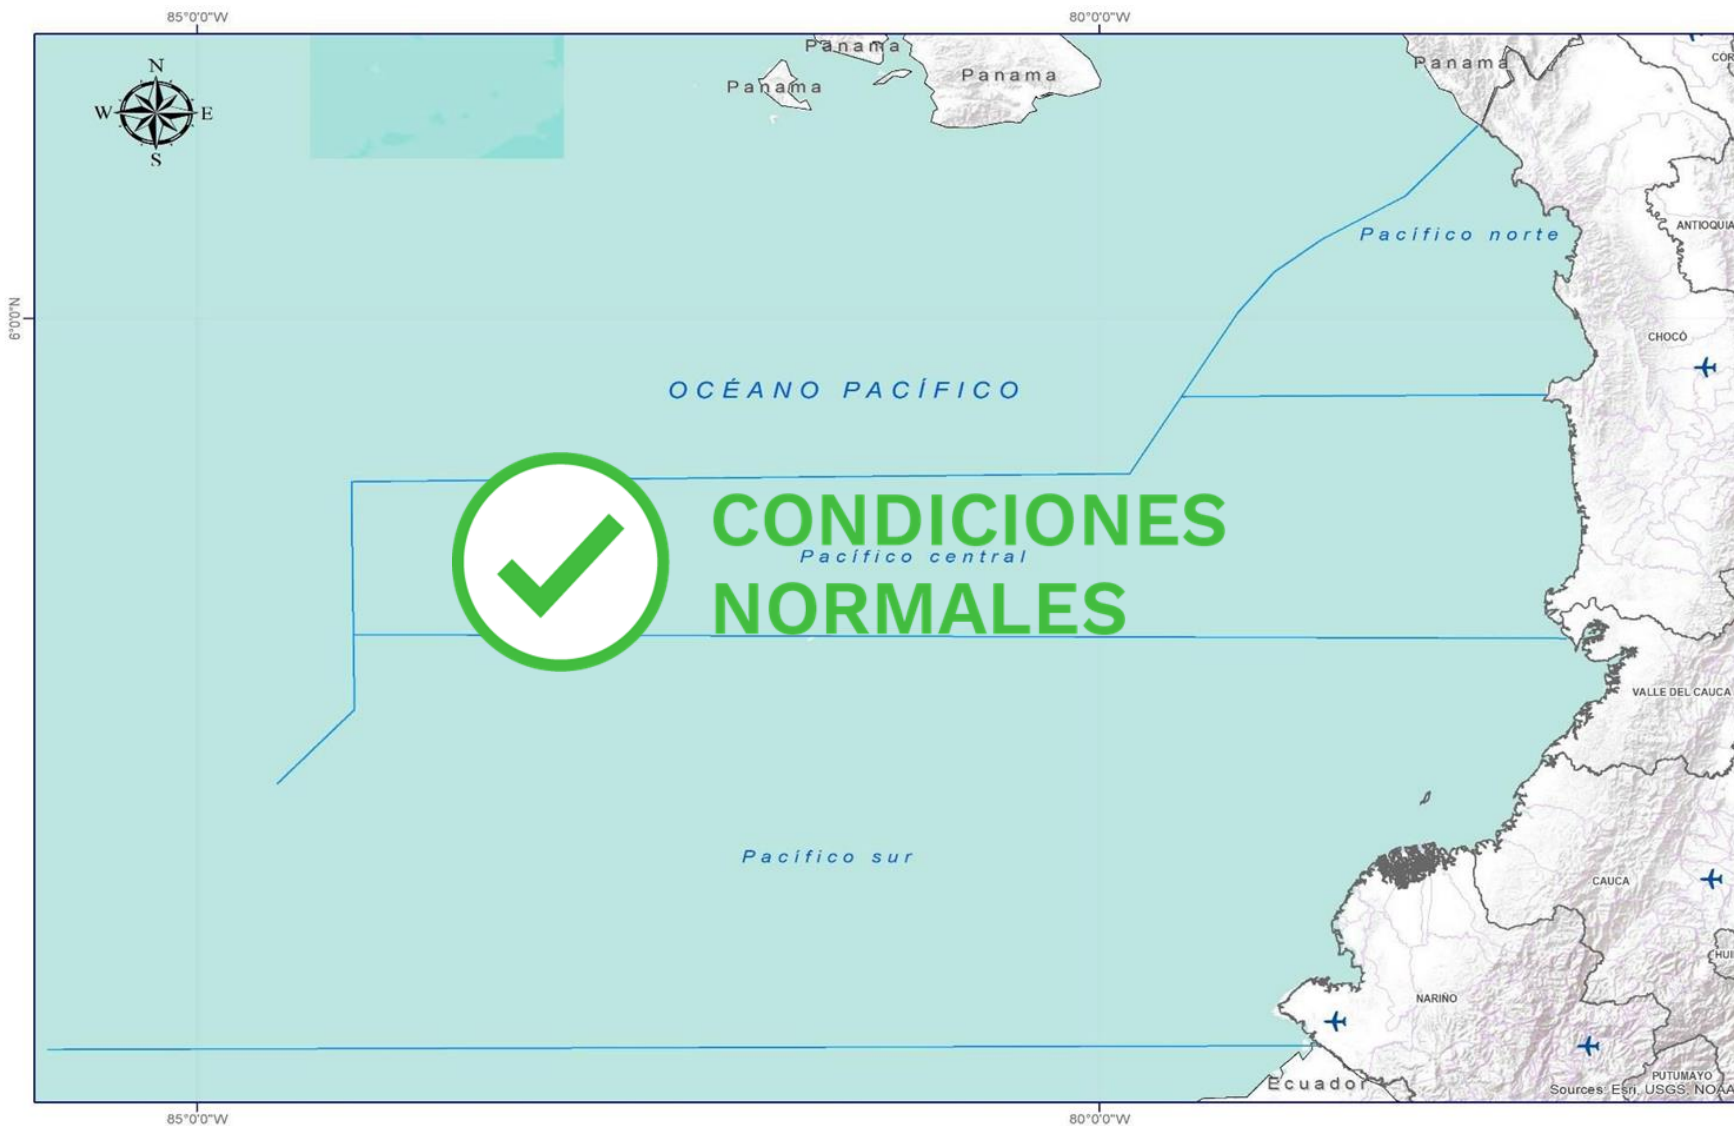 85°0'0"W
80°0'0"W
N
W
E
S
Panama
Panama
Panama
Panama
CÓR
ANTIOQUIA
Pacífico norte
6°0'0"N
CHOCÓ
OCÉANO PACÍFICO
CONDICIONES
Pacífico central
NORMALES
VALLE DEL CAUCA
Pacífico sur
CAUCA
HUI
NARIÑO
Ecuador
PUTUMAYO
Sources: Esri, USGS, NOAA
85°0'0"W
80°0'0"W